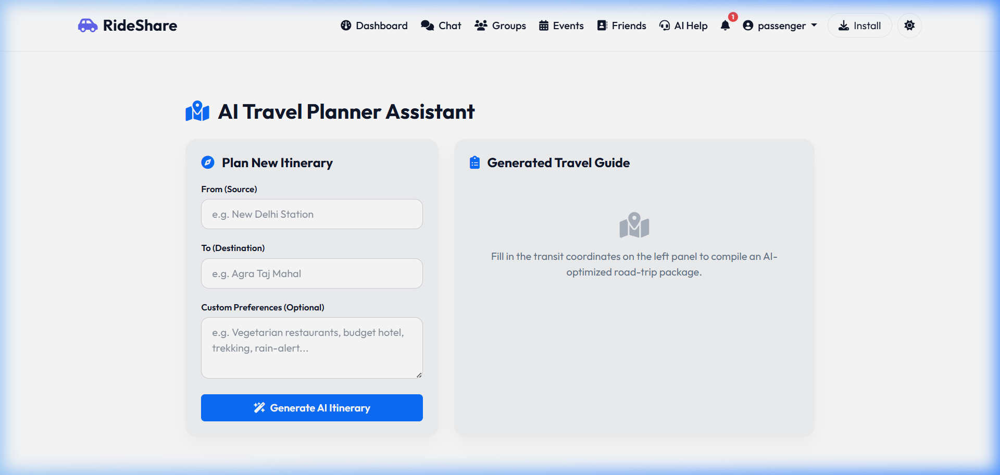 RideShare
Dashboard
Chat
Groups
Events
Friends
AI Help
1
passenger
Install
AI Travel Planner Assistant
Plan New Itinerary
From (Source)
e.g. New Delhi Station
To (Destination)
e.g. Agra Taj Mahal
Custom Preferences (Optional)
e.g. Vegetarian restaurants, budget hotel,
trekking, rain-alert...
Generate AI Itinerary
Generated Travel Guide
Fill in the transit coordinates on the left panel to compile an AI-
optimized road-trip package.